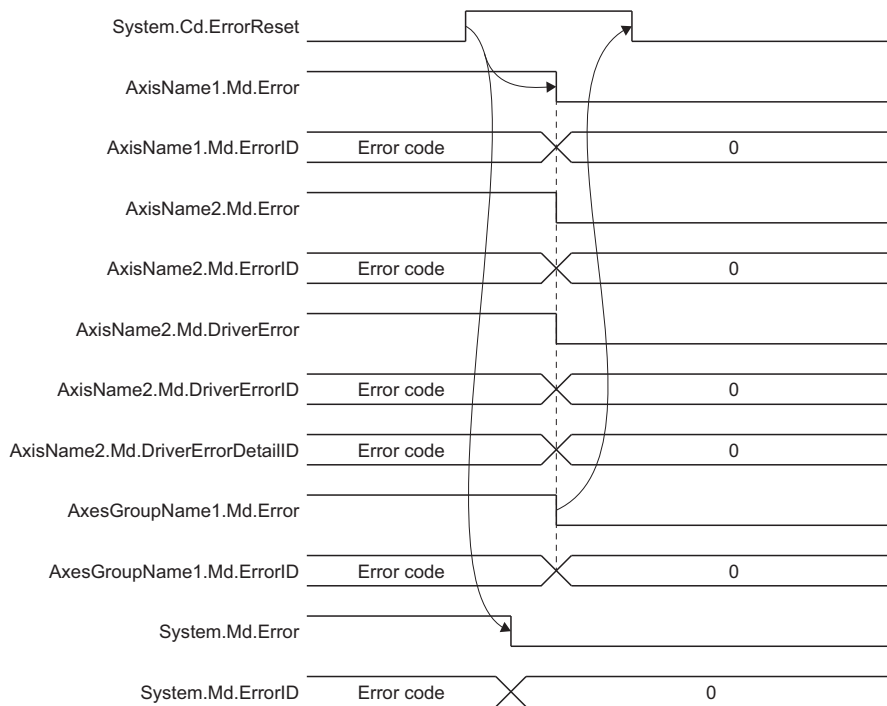 System.Cd.ErrorReset
AxisName1.Md.Error
AxisName1.Md.ErrorID Error code 0
AxisName2.Md.Error
AxisName2.Md.ErrorID Error code 0
AxisName2.Md.DriverError
AxisName2.Md.DriverErrorID Error code 0
AxisName2.Md.DriverErrorDetailID Error code 0
AxesGroupName1.Md.Error
AxesGroupName1.Md.ErrorID Error code 0
System.Md.Error
System.Md.ErrorID Error code 0